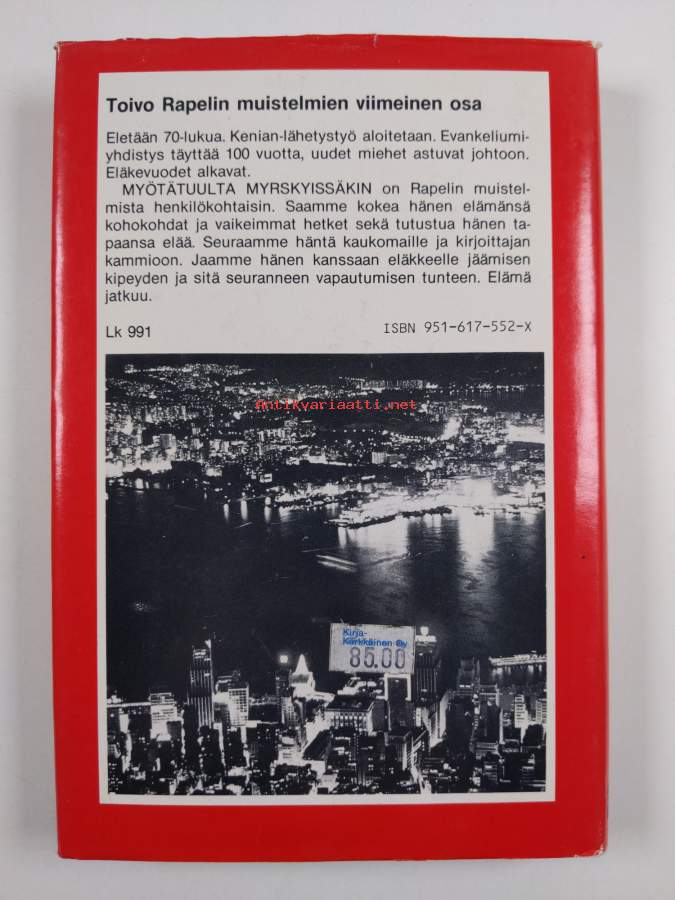 Toivo Rapelin muistelmien viimeinen osa
Eletään 70-lukua. Kenian-lähetystyö aloitetaan. Evankeliumi-
yhdistys täyttää 100 vuotta, uudet miehet astuvat johtoon.
Eläkevuodet alkavat.
MYÖTÄTUULTA MYRSKYISSÄKIN on Rapelin muistel-
mista henkilökohtaisin. Saamme kokea hänen elämänsä
kohokohdat ja vaikeimmat hetket sekä tutustua hänen ta-
paansa elää. Seuraamme häntä kaukomaille ja kirjoittajan
kammioon. Jaamme hänen kanssaan eläkkeelle jäämisen
kipeyden ja sitä seuranneen vapautumisen tunteen. Elämä
jatkuu.
Lk 991
ISBN 951-617-552-X
Antikvariaatti.net
Kirja-
Karkkäinen Oy
85.00